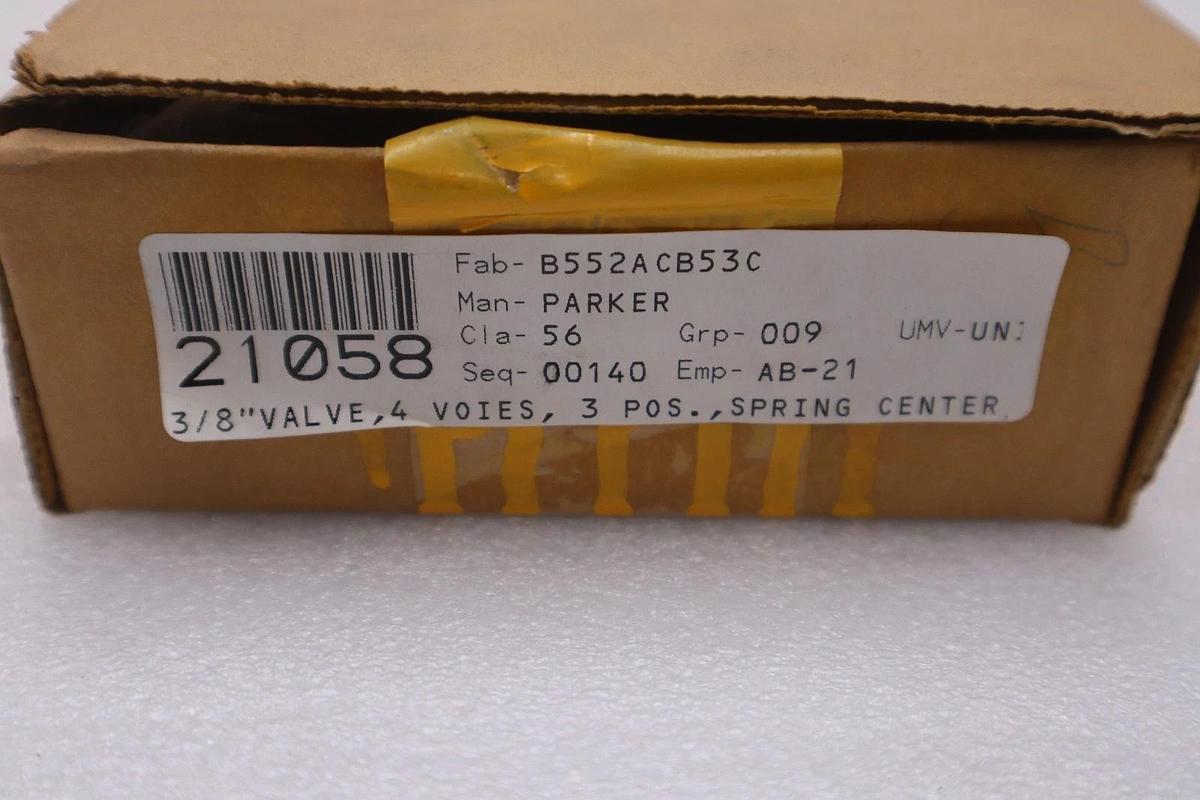 Fab- B552ACB53C
Man- PARKER
Cla- 56 Grp- 009 UMV-UN
21058
Seq- 00140 Emp- AB-21
3/8"VALVE,4 VOIES, 3 POS.,SPRING CENTER